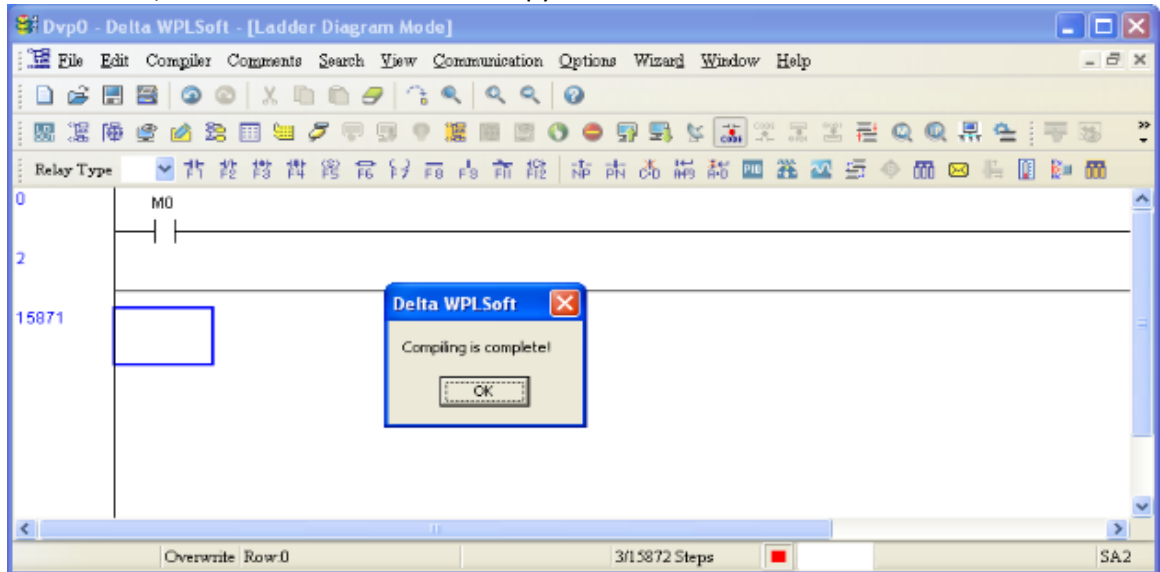 Dvp0 - Delta WPLSoft - [Ladder Diagram Mode]
File Edit Compiler Comments Search View Communication Options Wizard Window Help
Relay Type
0 M0
2
15871
Delta WPLSoft
Compiling is complete!
OK
Overwrite Row:0 3/15872 Steps SA2